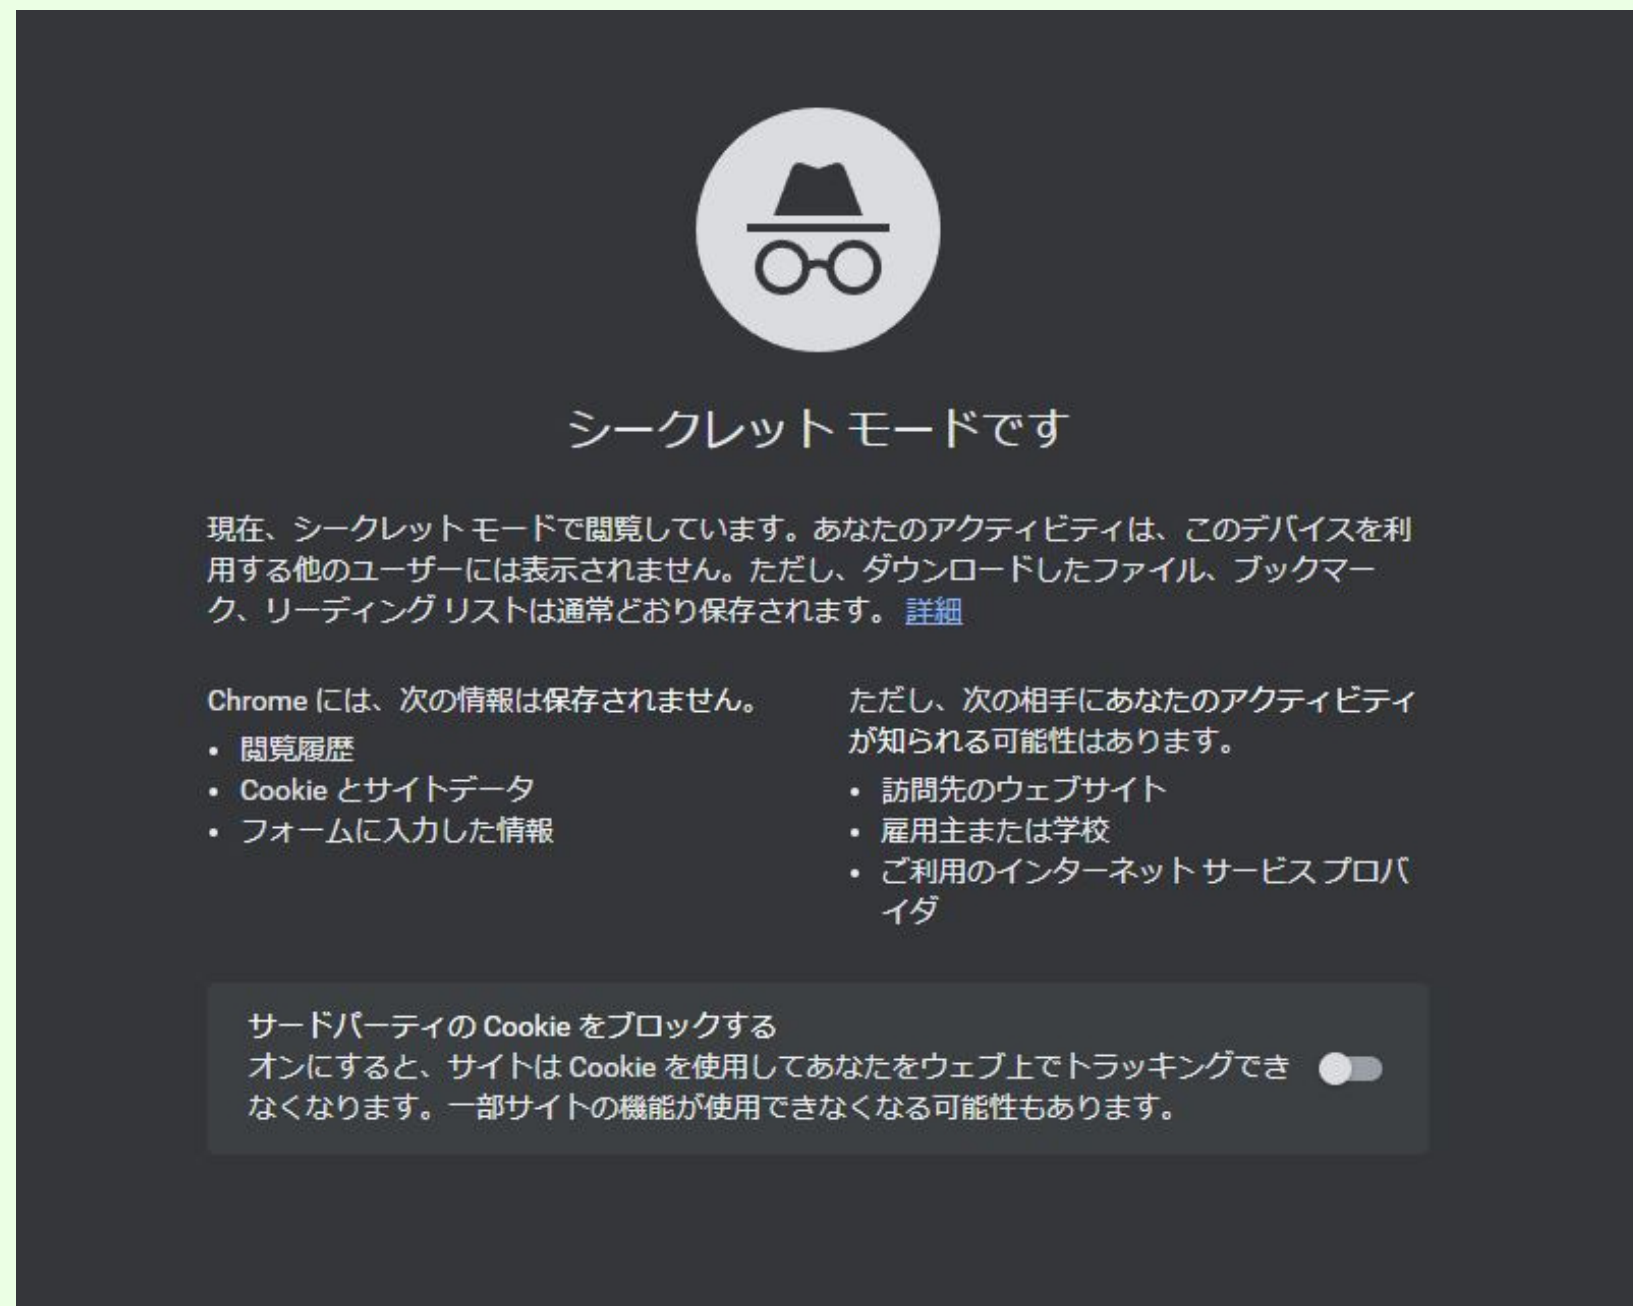 シークレット モードです
現在、シークレット モードで閲覧しています。あなたのアクティビティは、このデバイスを利
用する他のユーザーには表示されません。ただし、ダウンロードしたファイル、ブックマー
ク、リーディング リストは通常どおり保存されます。 詳細
Chrome には、次の情報は保存されません。
• 閲覧履歴
• Cookie とサイトデータ
• フォームに入力した情報
ただし、次の相手にあなたのアクティビティ
が知られる可能性はあります。
• 訪問先のウェブサイト
• 雇用主または学校
• ご利用のインターネット サービス プロバ
イダ
サードパーティの Cookie をブロックする
オンにすると、サイトは Cookie を使用してあなたをウェブ上でトラッキングでき
なくなります。一部サイトの機能が使用できなくなる可能性もあります。